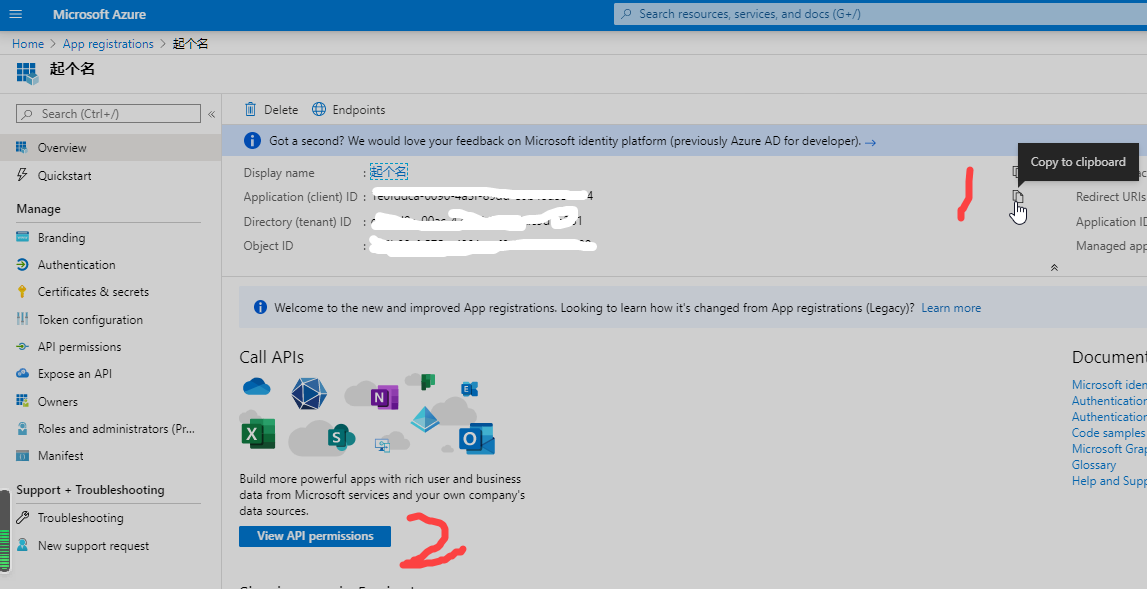 Microsoft Azure
Search resources, services, and docs (G+/)
Home > App registrations > 起个名
起个名
Search (Ctrl+/)
«
Delete
Endpoints
Got a second? We would love your feedback on Microsoft identity platform (previously Azure AD for developer). →
Overview
Quickstart
Manage
Branding
Authentication
Certificates & secrets
Token configuration
API permissions
Expose an API
Owners
Roles and administrators (Pr...
Manifest
Support + Troubleshooting
Troubleshooting
New support request
Display name : 起个名
Application (client) ID :
Directory (tenant) ID :
Object ID :
1
Copy to clipboard
Redirect URIs
Application ID
Managed app
Welcome to the new and improved App registrations. Looking to learn how it's changed from App registrations (Legacy)? Learn more
Call APIs
N
E
X
S
O
Build more powerful apps with rich user and business
data from Microsoft services and your own company's
data sources.
View API permissions
2
Document
Microsoft iden
Authentication
Authentication
Code samples
Microsoft Grap
Glossary
Help and Supp